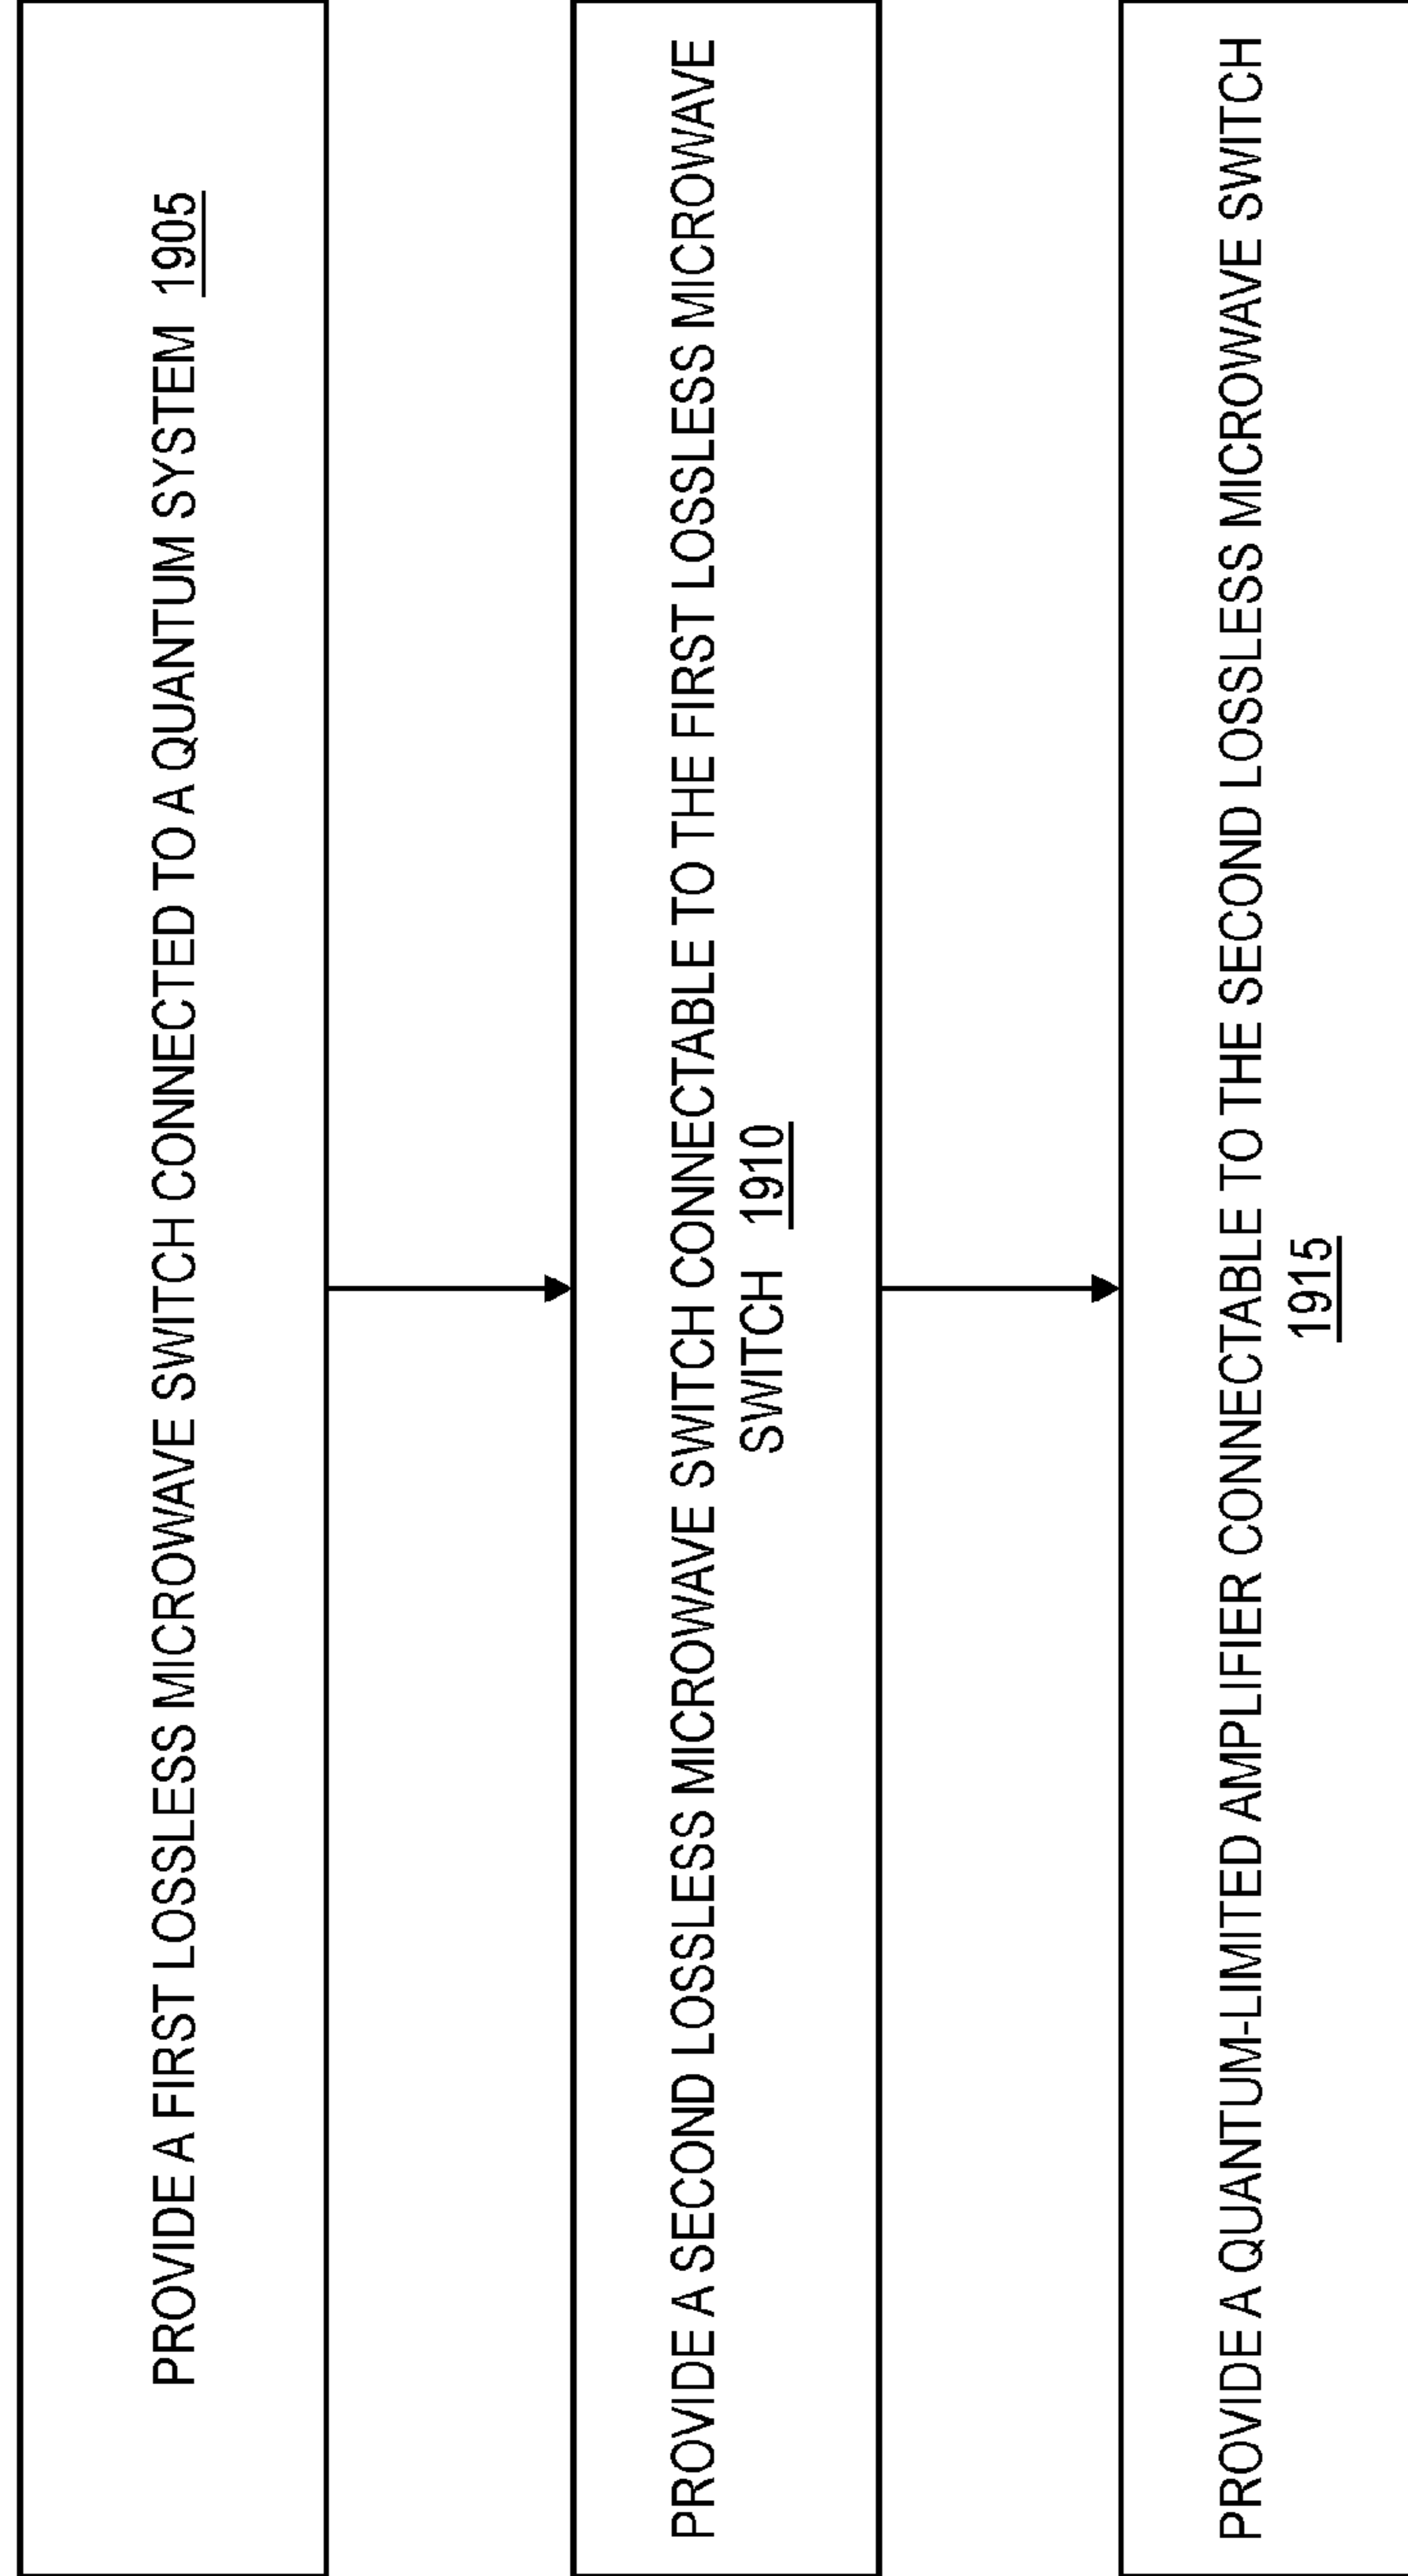 PROVIDE A FIRST LOSSLESS MICROWAVE SWITCH CONNECTED TO A QUANTUM SYSTEM 1905
PROVIDE A SECOND LOSSLESS MICROWAVE SWITCH CONNECTABLE TO THE FIRST LOSSLESS MICROWAVE
SWITCH 1910
PROVIDE A QUANTUM-LIMITED AMPLIFIER CONNECTABLE TO THE SECOND LOSSLESS MICROWAVE SWITCH
1915